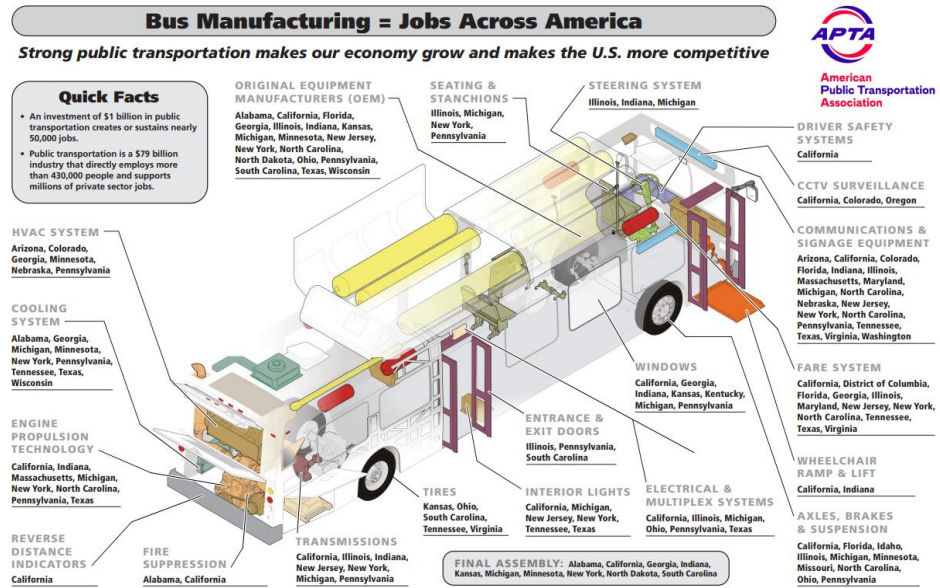 Bus Manufacturing = Jobs Across America
Strong public transportation makes our economy grow and makes the U.S. more competitive
APTA
American
Public Transportation
Association
Quick Facts
• An investment of $1 billion in public
transportation creates or sustains nearly
50,000 jobs.
• Public transportation is a $79 billion
industry that directly employs more
than 430,000 people and supports
millions of private sector jobs.
ORIGINAL EQUIPMENT
MANUFACTURERS (OEM)
Alabama, California, Florida,
Georgia, Illinois, Indiana, Kansas,
Michigan, Minnesota, New Jersey,
New York, North Carolina,
North Dakota, Ohio, Pennsylvania,
South Carolina, Texas, Wisconsin
SEATING &
STANCHIONS
Illinois, Michigan,
New York,
Pennsylvania
STEERING SYSTEM
Illinois, Indiana, Michigan
DRIVER SAFETY
SYSTEMS
California
CCTV SURVEILLANCE
California, Colorado, Oregon
COMMUNICATIONS &
SIGNAGE EQUIPMENT
Arizona, California, Colorado,
Florida, Indiana, Illinois,
Massachusetts, Maryland,
Michigan, North Carolina,
Nebraska, New Jersey,
New York, North Carolina,
Pennsylvania, Tennessee,
Texas, Virginia, Washington
FARE SYSTEM
California, District of Columbia,
Florida, Georgia, Illinois,
Maryland, New Jersey, New York,
North Carolina, Tennessee,
Texas, Virginia
WHEELCHAIR
RAMP & LIFT
California, Indiana
AXLES, BRAKES
& SUSPENSION
California, Florida, Idaho,
Illinois, Michigan, Minnesota,
Missouri, North Carolina,
Ohio, Pennsylvania
HVAC SYSTEM
Arizona, Colorado,
Georgia, Minnesota,
Nebraska, Pennsylvania
COOLING
SYSTEM
Alabama, Georgia,
Michigan, Minnesota,
New York, Pennsylvania,
Tennessee, Texas,
Wisconsin
ENGINE
PROPULSION
TECHNOLOGY
California, Indiana,
Massachusetts, Michigan,
New York, North Carolina,
Pennsylvania, Texas
REVERSE
DISTANCE
INDICATORS
California
FIRE
SUPPRESSION
Alabama, California
TRANSMISSIONS
California, Illinois, Indiana,
New Jersey, New York,
Michigan, Pennsylvania
TIRES
Kansas, Ohio,
South Carolina,
Tennessee, Virginia
WINDOWS
California, Georgia,
Indiana, Kansas, Kentucky,
Michigan, Pennsylvania
ENTRANCE &
EXIT DOORS
Illinois, Pennsylvania,
South Carolina
INTERIOR LIGHTS
California, Michigan,
New Jersey, New York,
Tennessee, Texas
ELECTRICAL &
MULTIPLEX SYSTEMS
California, Illinois, Michigan,
Ohio, Pennsylvania, Texas
FINAL ASSEMBLY: Alabama, California, Georgia, Indiana,
Kansas, Michigan, Minnesota, New York, North Dakota, South Carolina